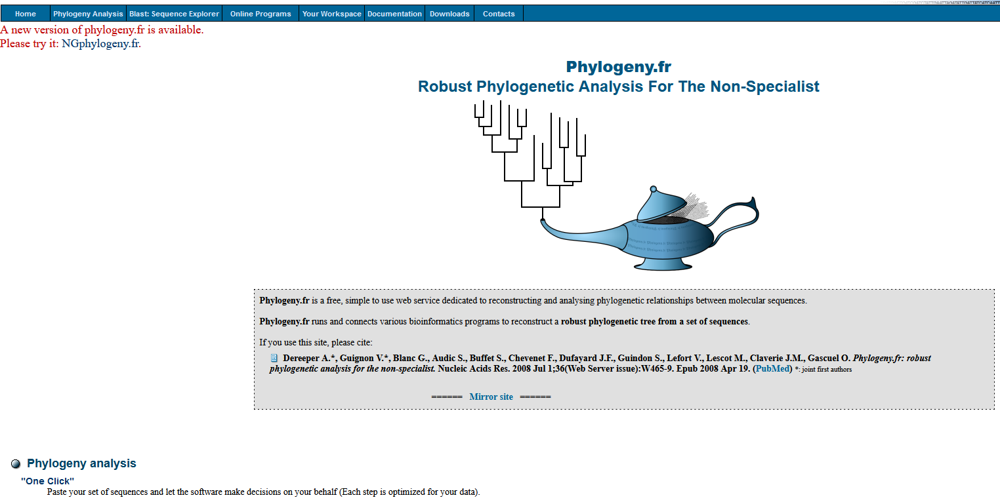 Home Phylogeny Analysis Blast: Sequence Explorer Online Programs Your Workspace Documentation Downloads Contacts
A new version of phylogeny.fr is available.
Please try it: NGphylogeny.fr.
Phylogeny.fr
Robust Phylogenetic Analysis For The Non-Specialist
Phylogeny.fr is a free, simple to use web service dedicated to reconstructing and analysing phylogenetic relationships between molecular sequences.
Phylogeny.fr runs and connects various bioinformatics programs to reconstruct a robust phylogenetic tree from a set of sequences.
If you use this site, please cite:
Dereeper A.*, Guignon V.*, Blanc G., Audic S., Buffet S., Chevenet F., Dufayard J.F., Guindon S., Lefort V., Lescot M., Claverie J.M., Gascuel O. Phylogeny.fr: robust
phylogenetic analysis for the non-specialist. Nucleic Acids Res. 2008 Jul 1;36(Web Server issue):W465-9. Epub 2008 Apr 19. (PubMed) *: joint first authors
====== Mirror site ======
Phylogeny analysis
"One Click"
Paste your set of sequences and let the software make decisions on your behalf (Each step is optimized for your data).